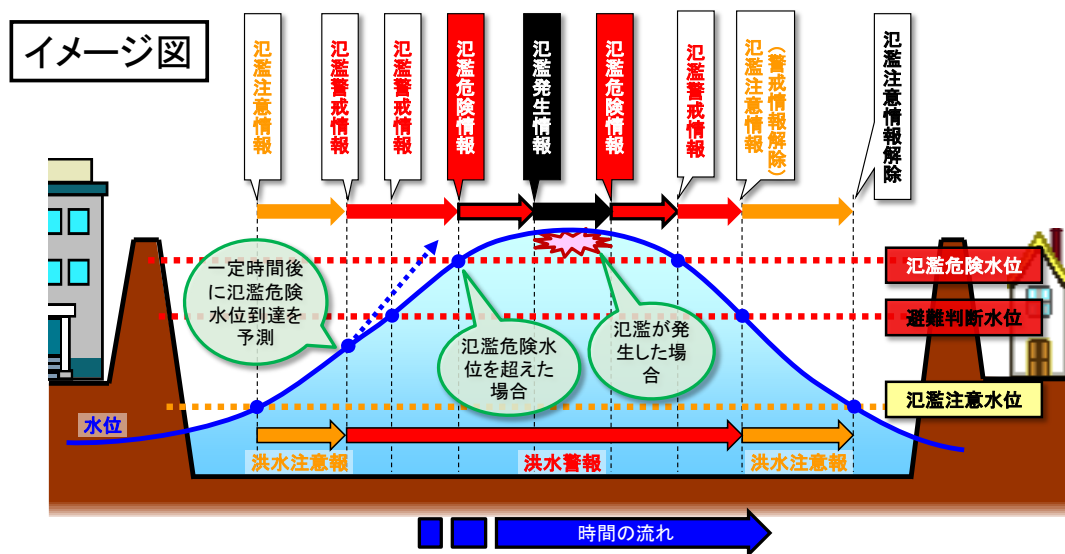 イメージ図
氾濫注意情報
氾濫警戒情報
氾濫警戒情報
氾濫危険情報
氾濫発生情報
氾濫危険情報
氾濫警戒情報
氾濫注意情報
（警戒情報解除）
氾濫注意情報解除
一定時間後
に氾濫危険
水位到達を
予測
氾濫危険水
位を超えた
場合
氾濫が発
生した場
合
氾濫危険水位
避難判断水位
氾濫注意水位
水位
洪水注意報
洪水警報
洪水注意報
時間の流れ